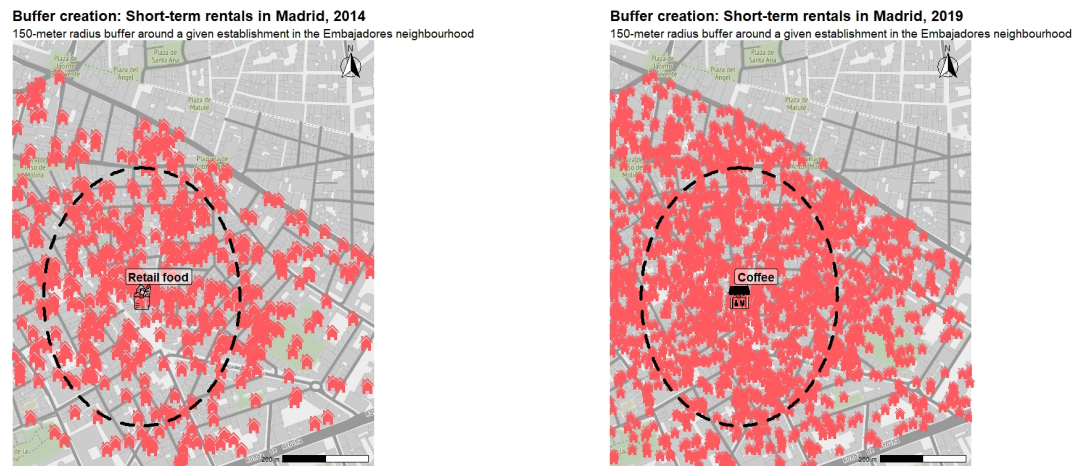 Buffer creation: Short-term rentals in Madrid, 2014
150-meter radius buffer around a given establishment in the Embajadores neighbourhood
N
Plaza de
Santa Ana
Plaza del
Ángel
Plaza de
Matute
Retail food
200 m
Buffer creation: Short-term rentals in Madrid, 2019
150-meter radius buffer around a given establishment in the Embajadores neighbourhood
N
Plaza de
Santa Ana
Plaza del
Ángel
Plaza de
Matute
Coffee
200 m